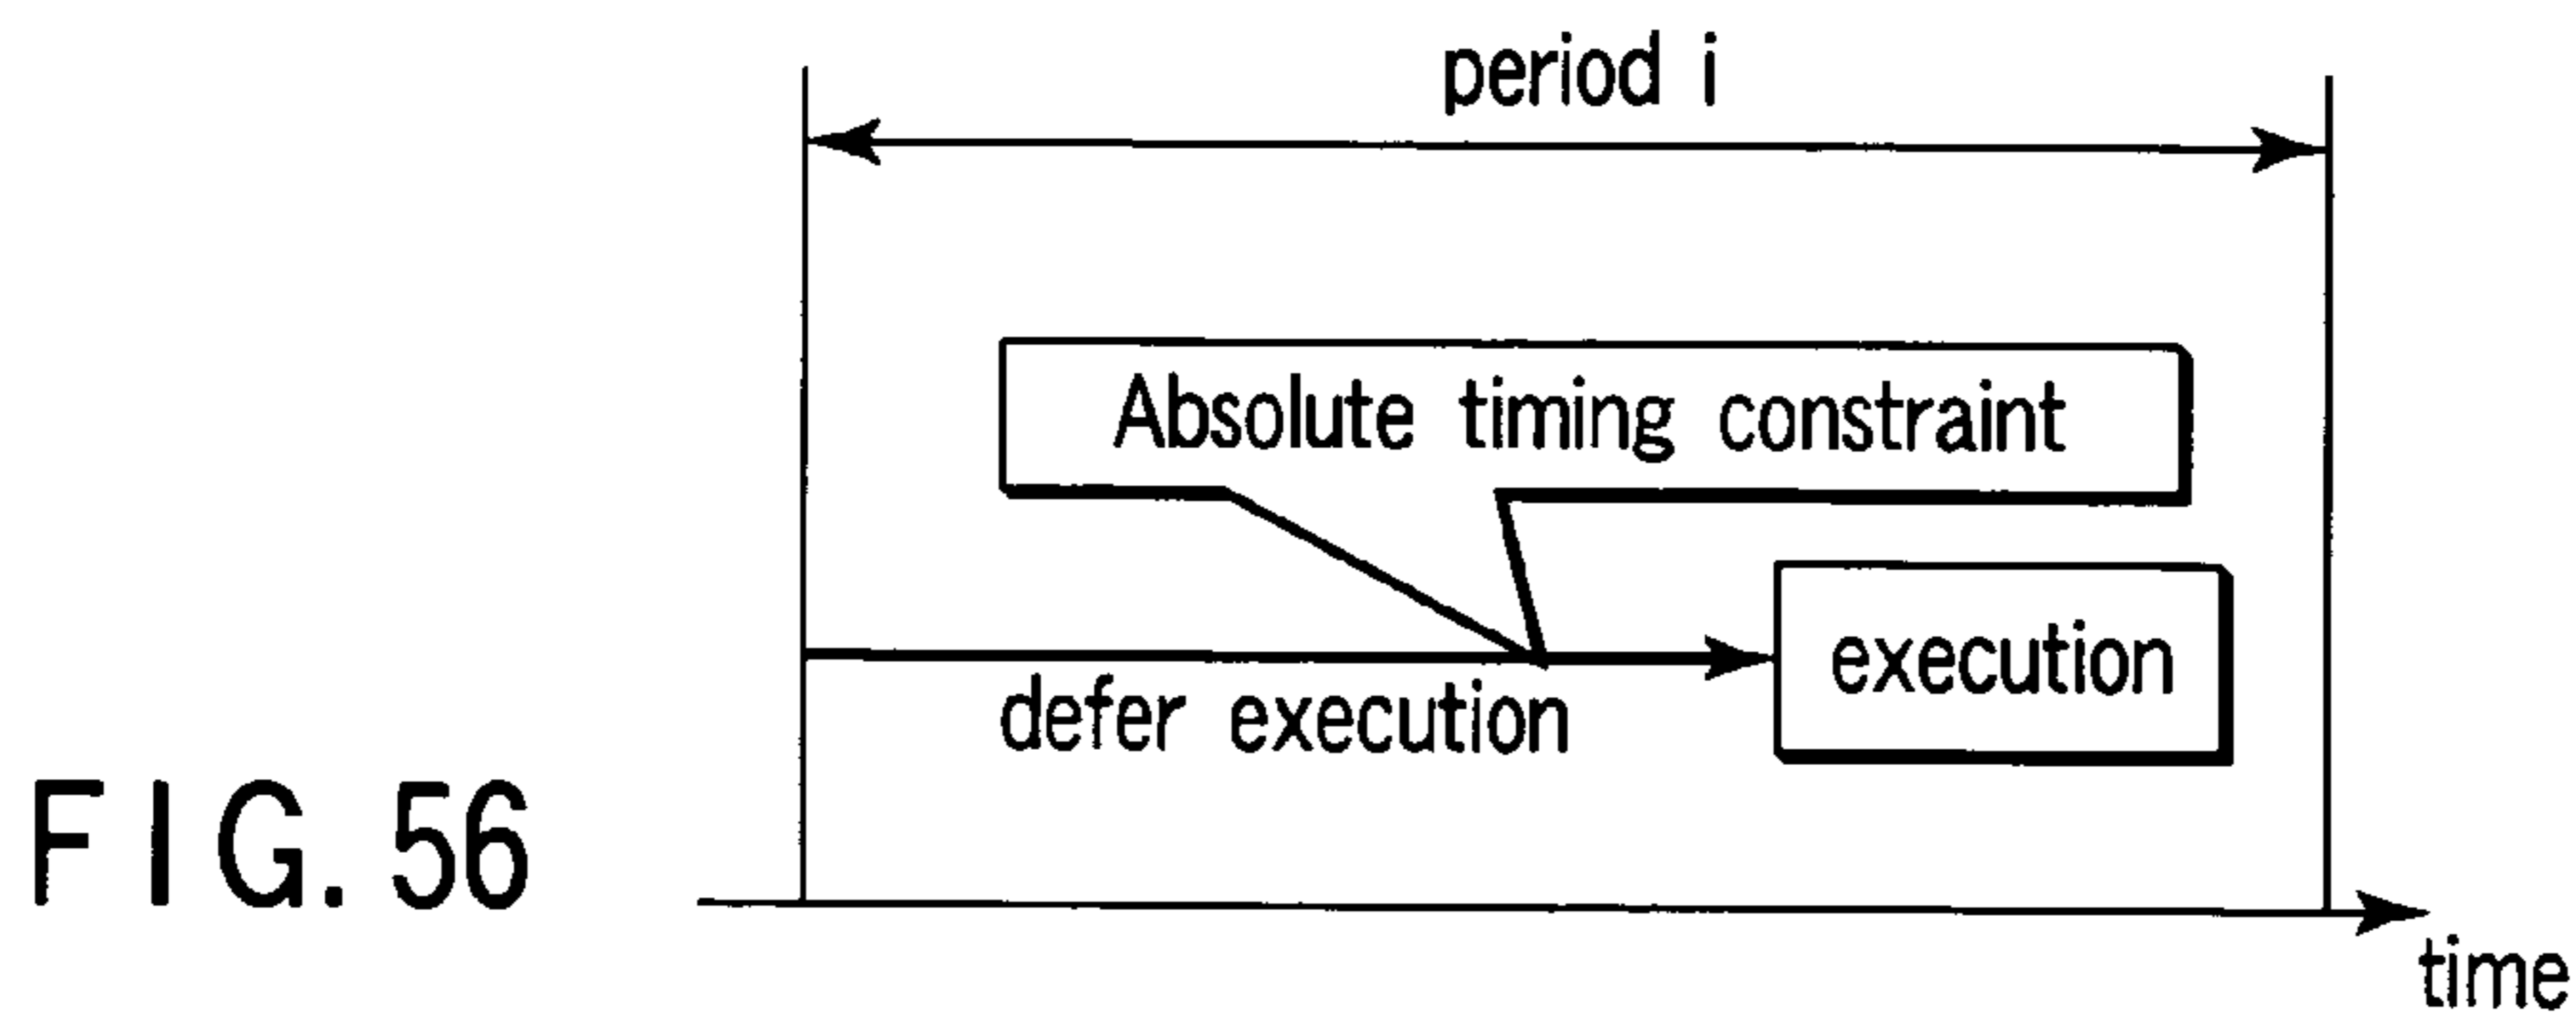 period i
Absolute timing constraint
execution
defer execution
FIG. 56
time